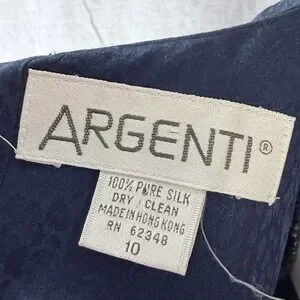 ARGENTI®
100% PURE SILK
DRY CLEAN
MADE IN HONG KONG
RN 62348
10